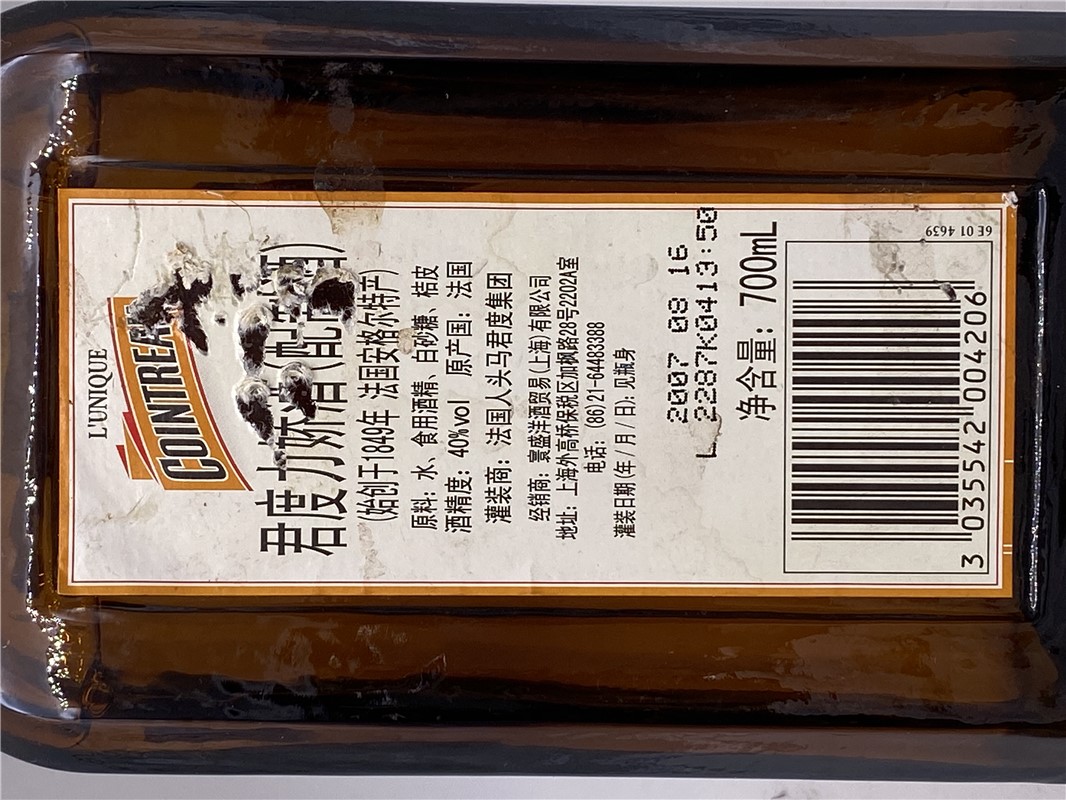 L'UNIQUE
COINTREAU
君度力娇酒(配制酒)
(始创于1849年 法国安格尔特产)
原料: 水、食用酒精、白砂糖、桔皮
酒精度: 40%vol 原产国: 法国
灌装商: 法国人头马君度集团
经销商: 寰盛洋酒贸易(上海)有限公司
地址: 上海外高桥保税区加枫路28号2202A室
电话: (86)21-64483388
灌装日期(年/月/日): 见瓶身
2007 08 16
L 2287K0413:50
净含量: 700mL
6E 01 4639
3 035542 004206